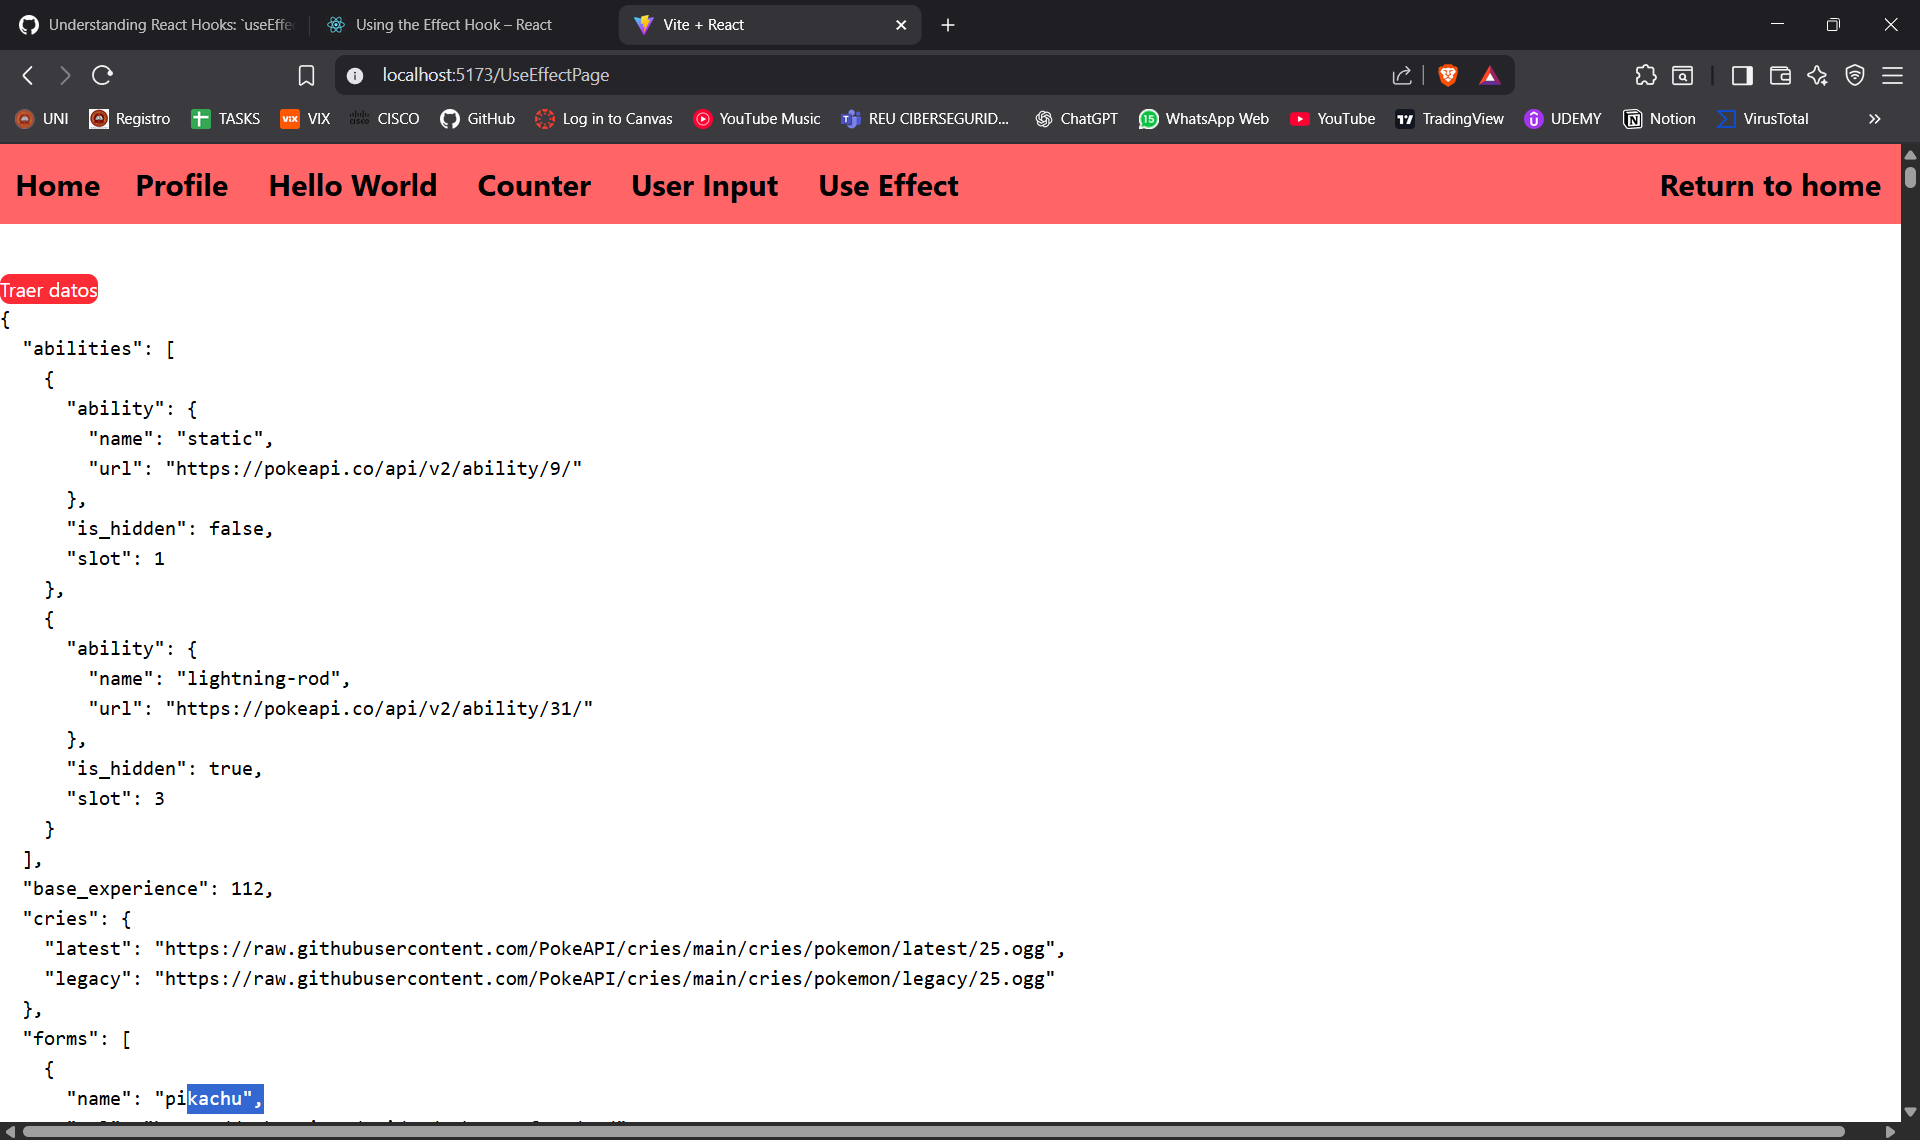 Understanding React Hooks: `useEffe
Using the Effect Hook – React
Vite + React
localhost:5173/UseEffectPage
UNI
Registro
TASKS
VIX
CISCO
GitHub
Log in to Canvas
YouTube Music
REU CIBERSEGURID...
ChatGPT
WhatsApp Web
YouTube
TradingView
UDEMY
Notion
VirusTotal
Home
Profile
Hello World
Counter
User Input
Use Effect
Return to home
Traer datos
{
  "abilities": [
    {
      "ability": {
        "name": "static",
        "url": "https://pokeapi.co/api/v2/ability/9/"
      },
      "is_hidden": false,
      "slot": 1
    },
    {
      "ability": {
        "name": "lightning-rod",
        "url": "https://pokeapi.co/api/v2/ability/31/"
      },
      "is_hidden": true,
      "slot": 3
    }
  ],
  "base_experience": 112,
  "cries": {
    "latest": "https://raw.githubusercontent.com/PokeAPI/cries/main/cries/pokemon/latest/25.ogg",
    "legacy": "https://raw.githubusercontent.com/PokeAPI/cries/main/cries/pokemon/legacy/25.ogg"
  },
  "forms": [
    {
      "name": "pikachu",